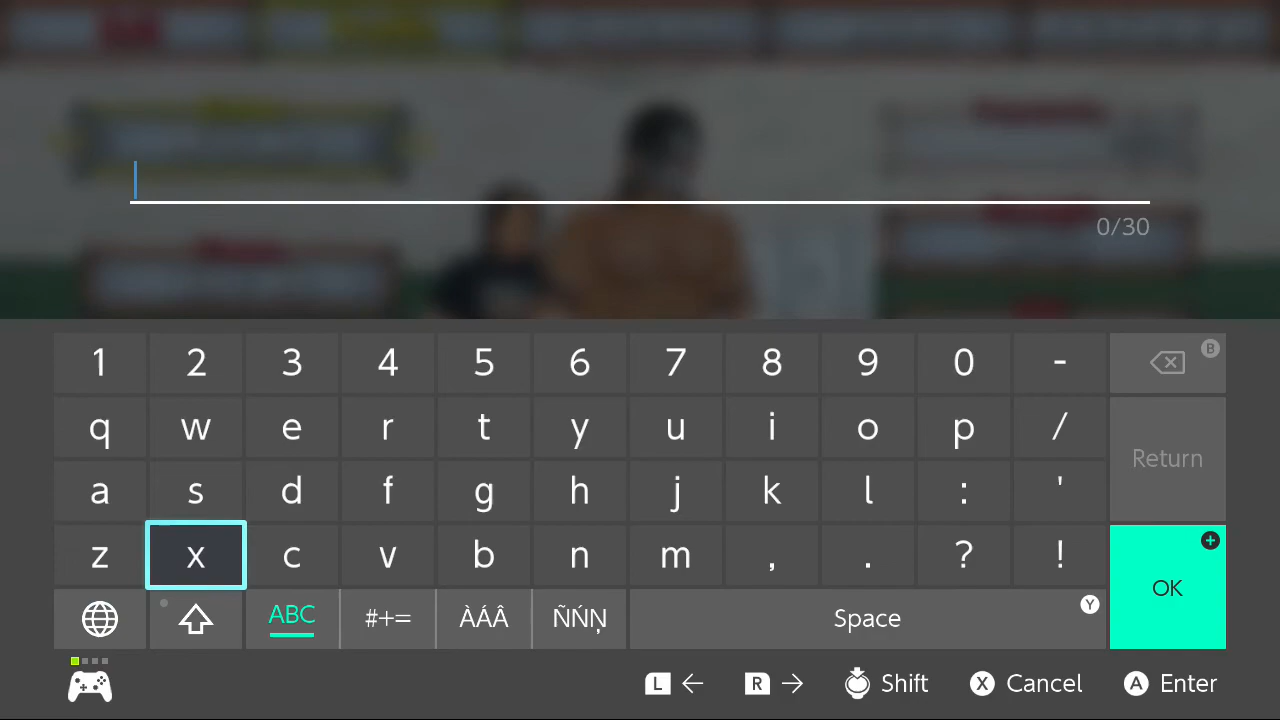 0/30
1 2 3 4 5 6 7 8 9 0 -
B
q w e r t y u i o p /
Return
a s d f g h j k l : '
z x c v b n m , . ? !
+
OK
ABC #+= ÀÁÂ ÑŃŅ Space Y
L ← R → Shift X Cancel A Enter